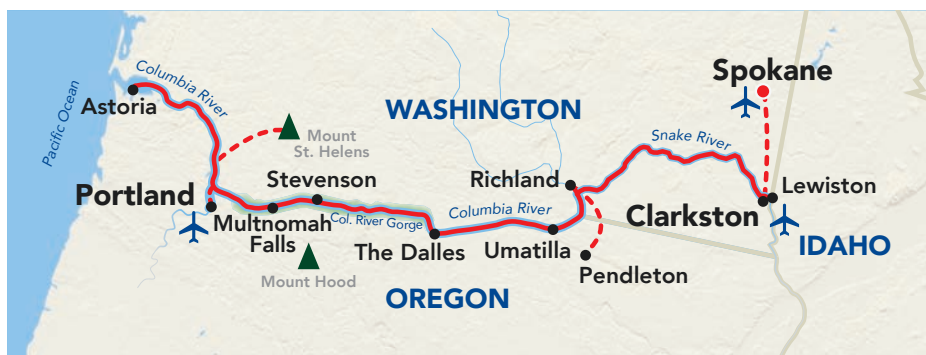 Spokane
Columbia River
Astoria
WASHINGTON
Pacific Ocean
Mount
St. Helens
Snake River
Stevenson
Richland
Lewiston
Portland
Columbia River
Clarkston
Multnomah
Falls
Col. River Gorge
The Dalles
Umatilla
IDAHO
Mount Hood
Pendleton
OREGON